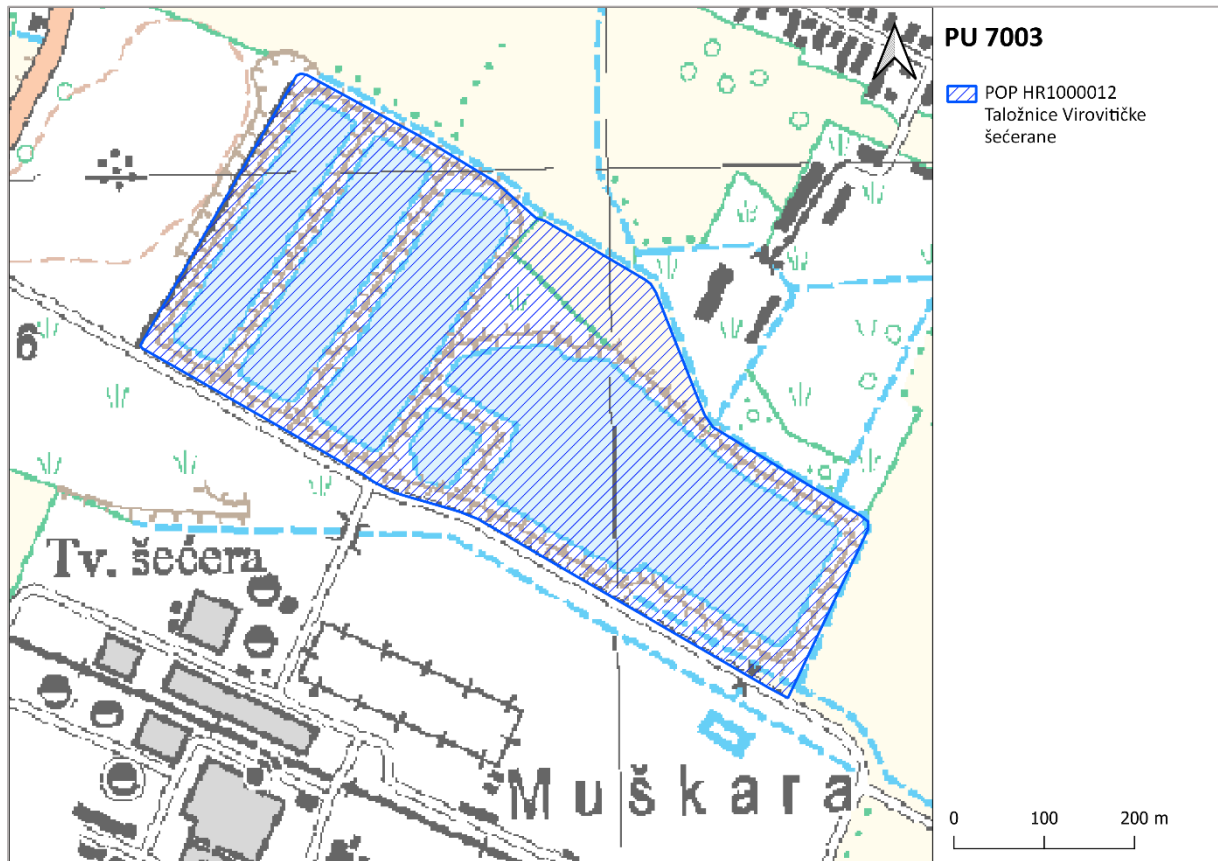 PU 7003
POP HR1000012
Taložnice Virovitičke
šećerane
6
Tv. šećera
Muškara
0 100 200 m